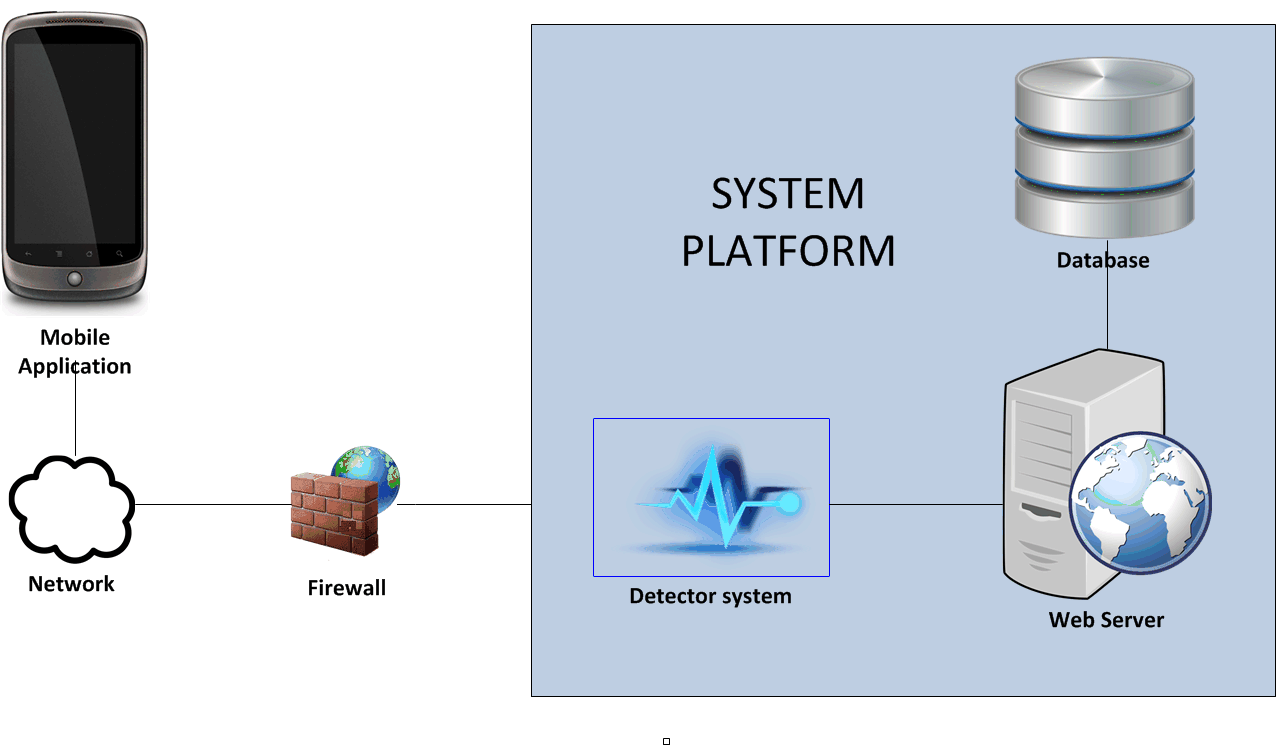 SYSTEM
PLATFORM
Database
Mobile
Application
Network
Firewall
Detector system
Web Server